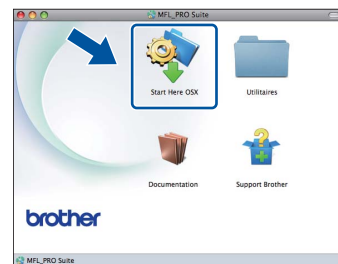 MFL_PRO Suite
Start Here OSX
Utilitaires
Documentation
Support Brother
brother
MFL_PRO Suite